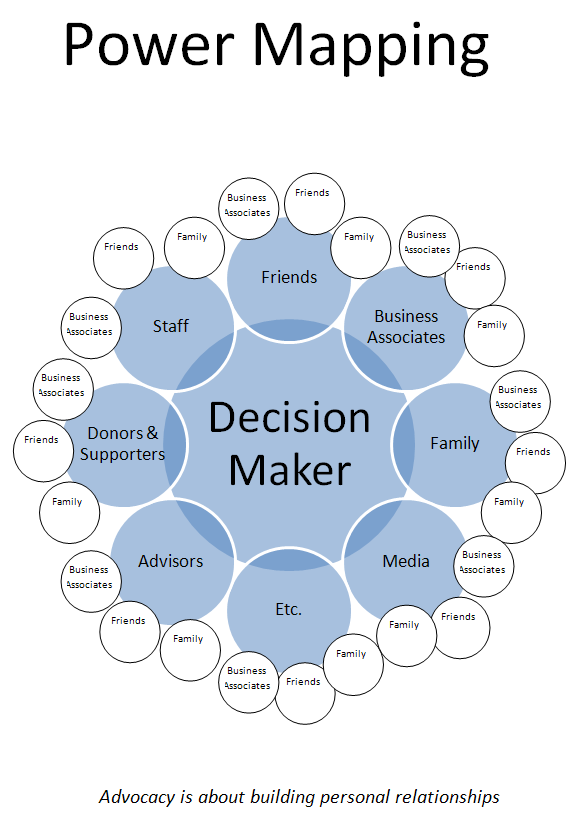 Power Mapping
Business
Associates
Friends
Family
Business
Associates
Friends
Family
Friends
Family
Business
Associates
Friends
Staff
Business
Associates
Business
Associates
Friends
Family
Business
Associates
Friends
Family
Donors &
Supporters
Decision
Maker
Family
Business
Associates
Friends
Family
Advisors
Media
Business
Associates
Friends
Family
Etc.
Family
Friends
Business
Associates
Friends
Family
Advocacy is about building personal relationships